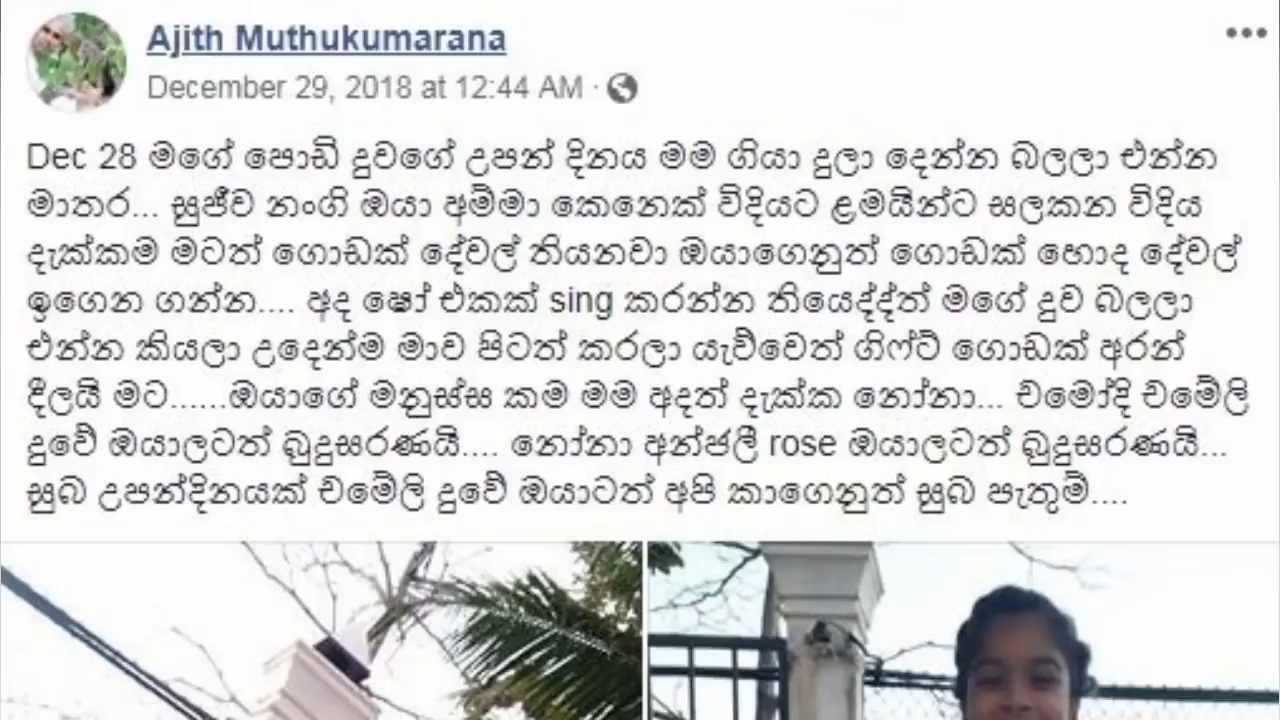 Ajith Muthukumarana
December 29, 2018 at 12:44 AM ·
Dec 28 මගේ පොඩි දුවගේ උපන් දිනය මම ගියා දුලා දෙන්න බලලා එන්න
මාතර... සුජීව නංගි ඔයා අම්මා කෙනෙක් විදියට ළමයින්ට සලකන විදිය
දැක්කම මටත් ගොඩක් දේවල් තියනවා ඔයාගෙනුත් ගොඩක් හොද දේවල්
ඉගෙන ගන්න.... අද ෂෝ එකක් sing කරන්න තියෙද්ද්ත් මගේ දුව බලලා
එන්න කියලා උදෙන්ම මාව පිටත් කරලා යැව්වෙත් ගිෆ්ට් ගොඩක් අරන්
දීලයි මට......ඔයාගේ මනුස්ස කම මම අදත් දැක්ක නෝනා... චමෝදි චමේලි
දුවේ ඔයාලටත් බුදුසරණයි.... නෝනා අන්ජලී rose ඔයාලටත් බුදුසරණයි...
සුබ උපන්දිනයක් චමේලි දුවේ ඔයාටත් අපි කාගෙනුත් සුබ පැතුම්....